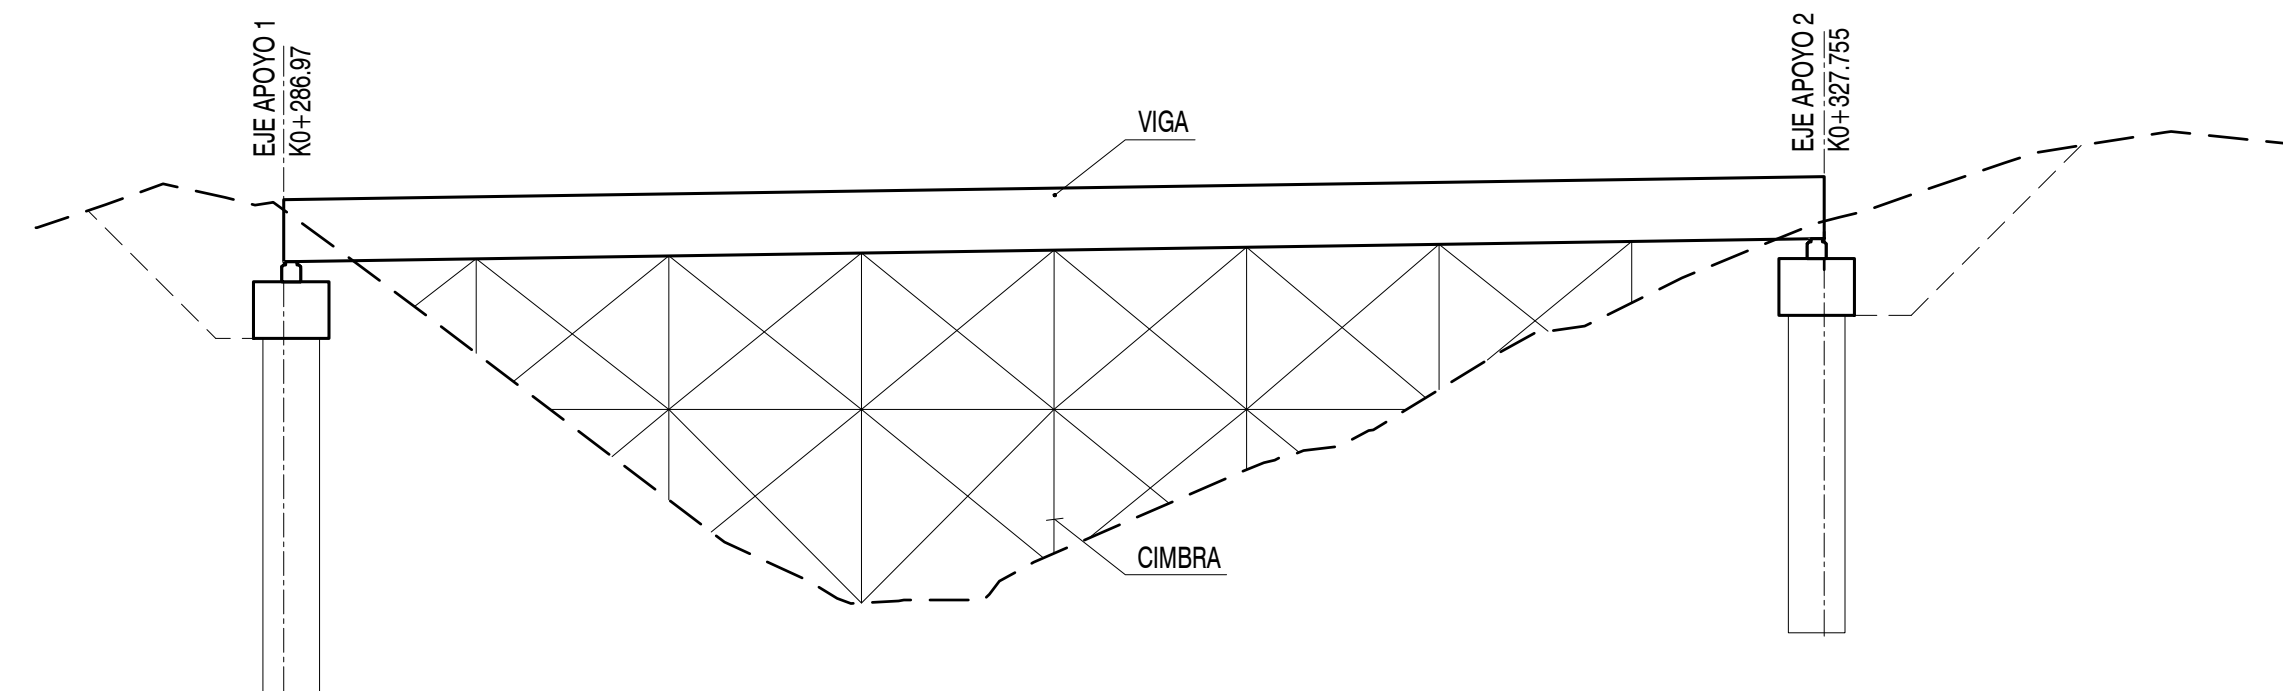 EJE APOYO 1
K0+286.97
VIGA
EJE APOYO 2
K0+327.755
CIMBRA